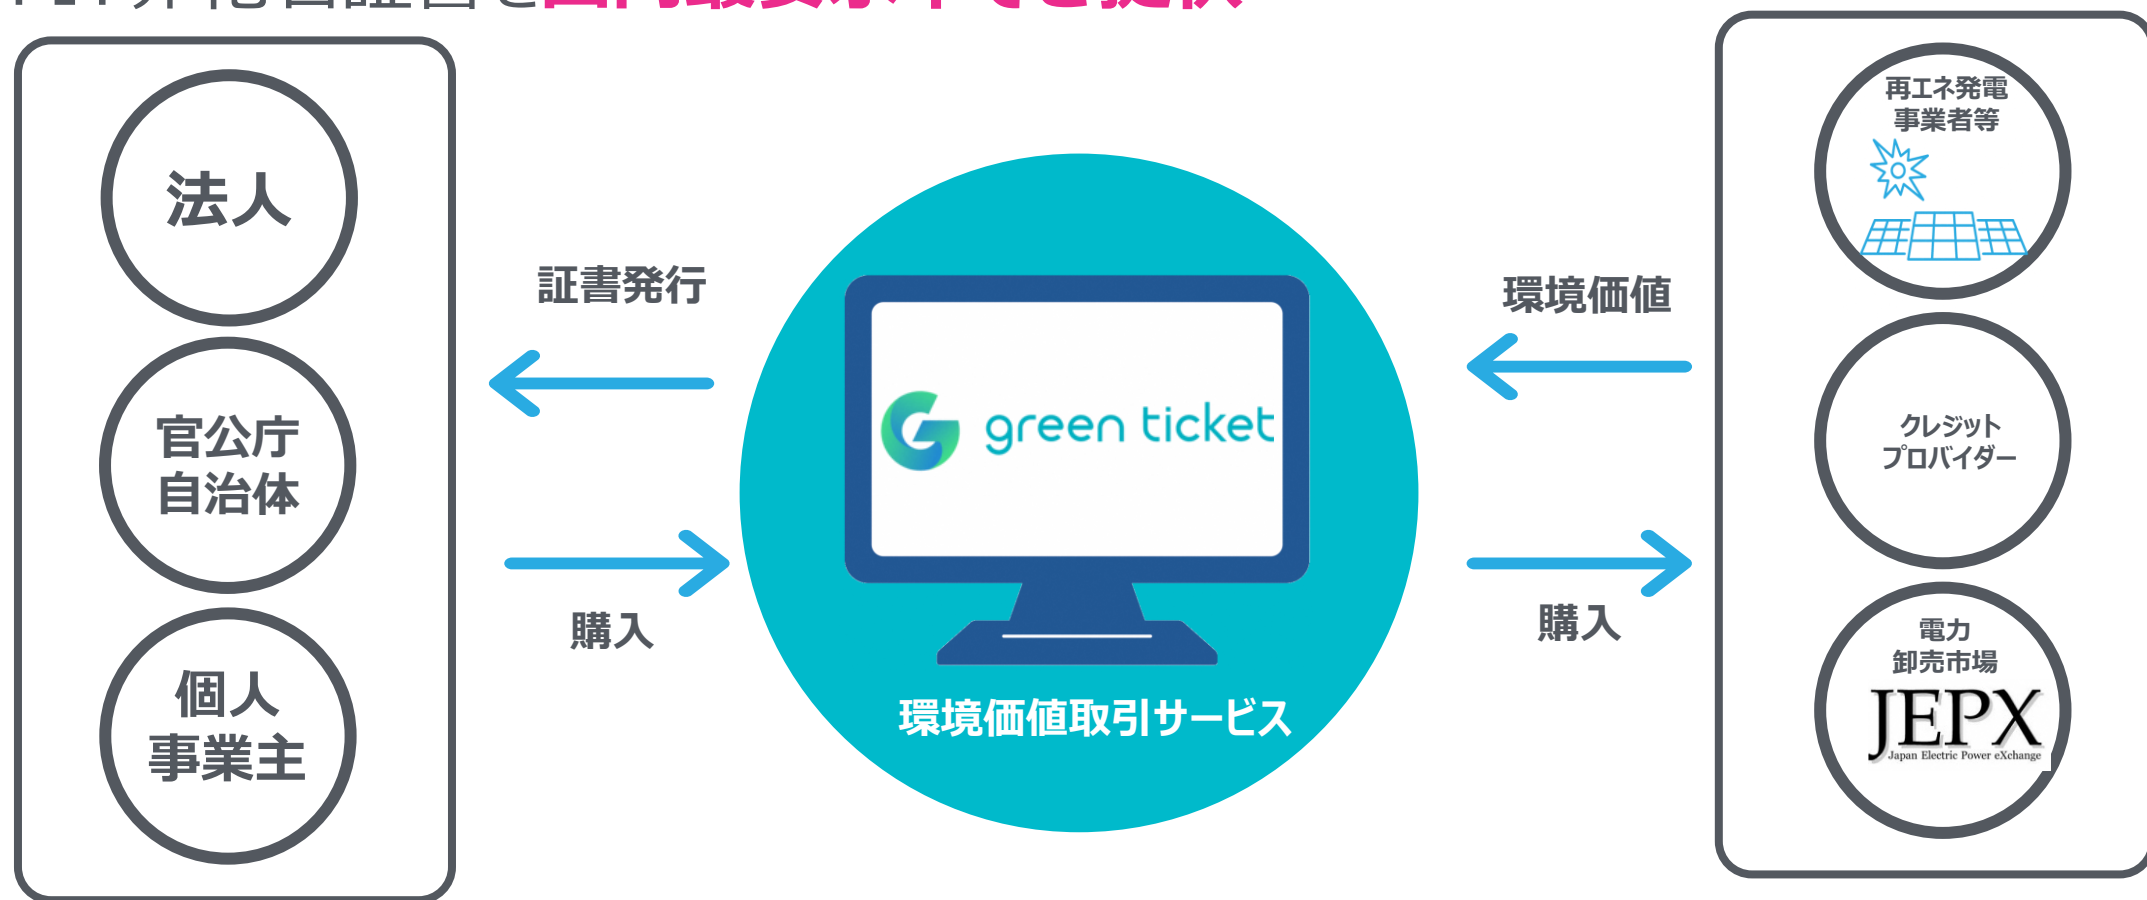 法人
官公庁
自治体
個人
事業主
証書発行
購入
green ticket
環境価値取引サービス
環境価値
購入
再エネ発電
事業者等
クレジット
プロバイダー
電力
卸売市場
JEPX
Japan Electric Power eXchange